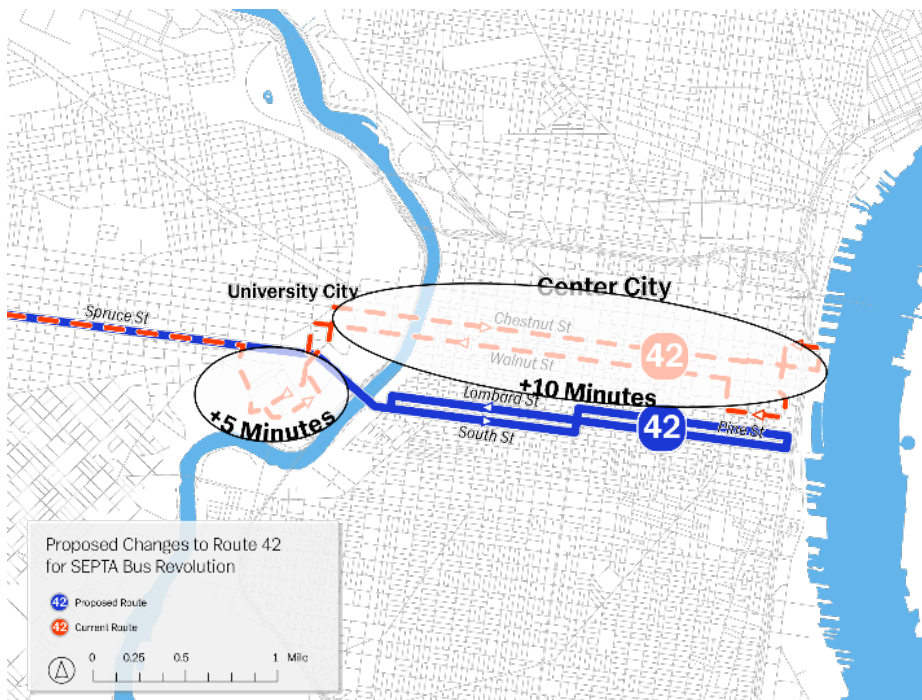 Center City
University City
Spruce St
Chestnut St
42
Walnut St
+10 Minutes
Lombard St
+5 Minutes
42
Pine St
South St
Proposed Changes to Route 42
for SEPTA Bus Revolution
42 Proposed Route
42 Current Route
0 0.25 0.5 1 Mile